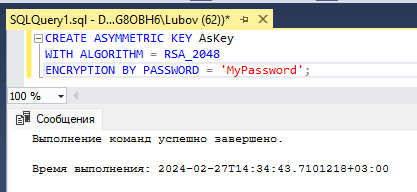 SQLQuery1.sql - D...G8OBH6\Lubov (62))*
CREATE ASYMMETRIC KEY AsKey
WITH ALGORITHM = RSA_2048
ENCRYPTION BY PASSWORD = 'MyPassword';
100 %
Сообщения
Выполнение команд успешно завершено.
Время выполнения: 2024-02-27T14:34:43.7101218+03:00